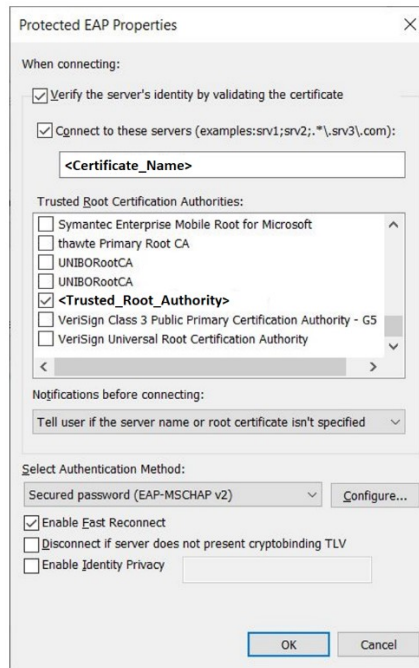 Protected EAP Properties
When connecting:
Verify the server's identity by validating the certificate
Connect to these servers (examples:srv1;srv2;.*\.srv3\.com):
<Certificate_Name>
Trusted Root Certification Authorities:
Symantec Enterprise Mobile Root for Microsoft
thawte Primary Root CA
UNIBORootCA
UNIBORootCA
<Trusted_Root_Authority>
VeriSign Class 3 Public Primary Certification Authority - G5
VeriSign Universal Root Certification Authority
Notifications before connecting:
Tell user if the server name or root certificate isn't specified
Select Authentication Method:
Secured password (EAP-MSCHAP v2) Configure...
Enable Fast Reconnect
Disconnect if server does not present cryptobinding TLV
Enable Identity Privacy
OK Cancel